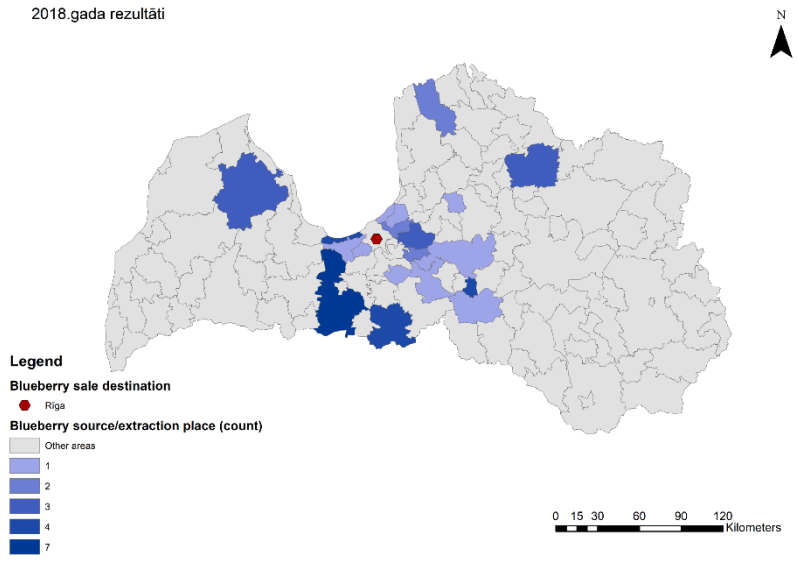 2018.gada rezultāti
N
Legend
Blueberry sale destination
Rīga
Blueberry source/extraction place (count)
Other areas
1
2
3
4
7
0 15 30 60 90 120
Kilometers